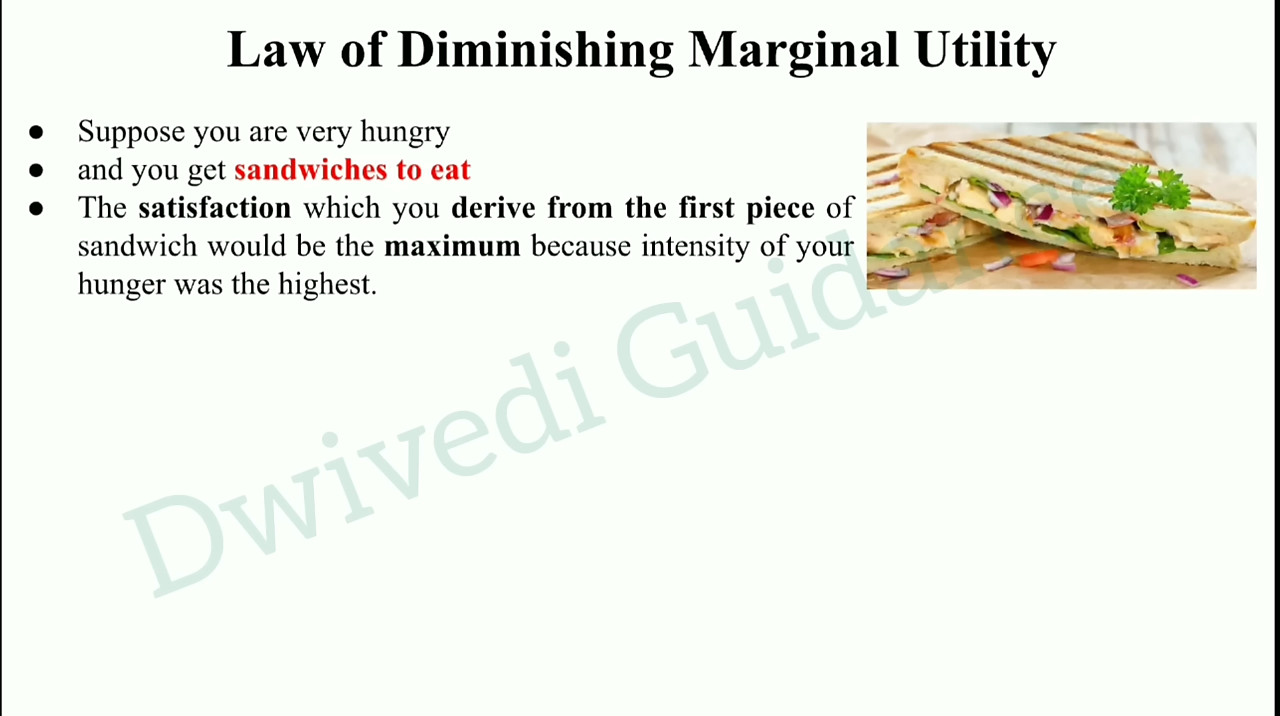 Law of Diminishing Marginal Utility
● Suppose you are very hungry
● and you get sandwiches to eat
● The satisfaction which you derive from the first piece of
sandwich would be the maximum because intensity of your
hunger was the highest.
Dwivedi Guidance